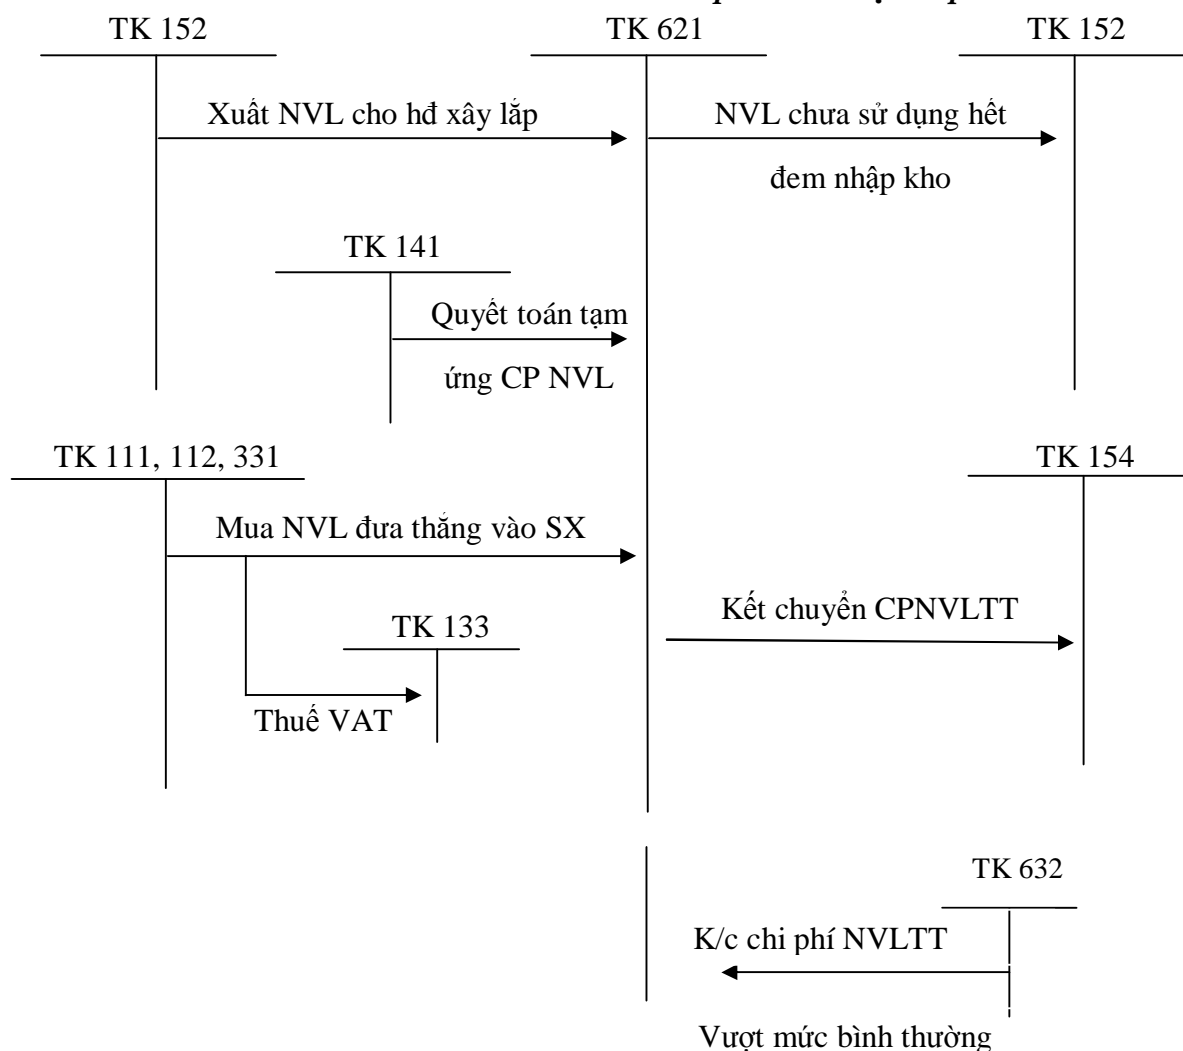 TK 152 TK 621 TK 152
Xuất NVL cho hđ xây lắp NVL chưa sử dụng hết
đem nhập kho
TK 141
Quyết toán tạm
ứng CP NVL
TK 111, 112, 331 TK 154
Mua NVL đưa thẳng vào SX
Kết chuyển CPNVLTT
TK 133
Thuế VAT
TK 632
K/c chi phí NVLTT
Vượt mức bình thường